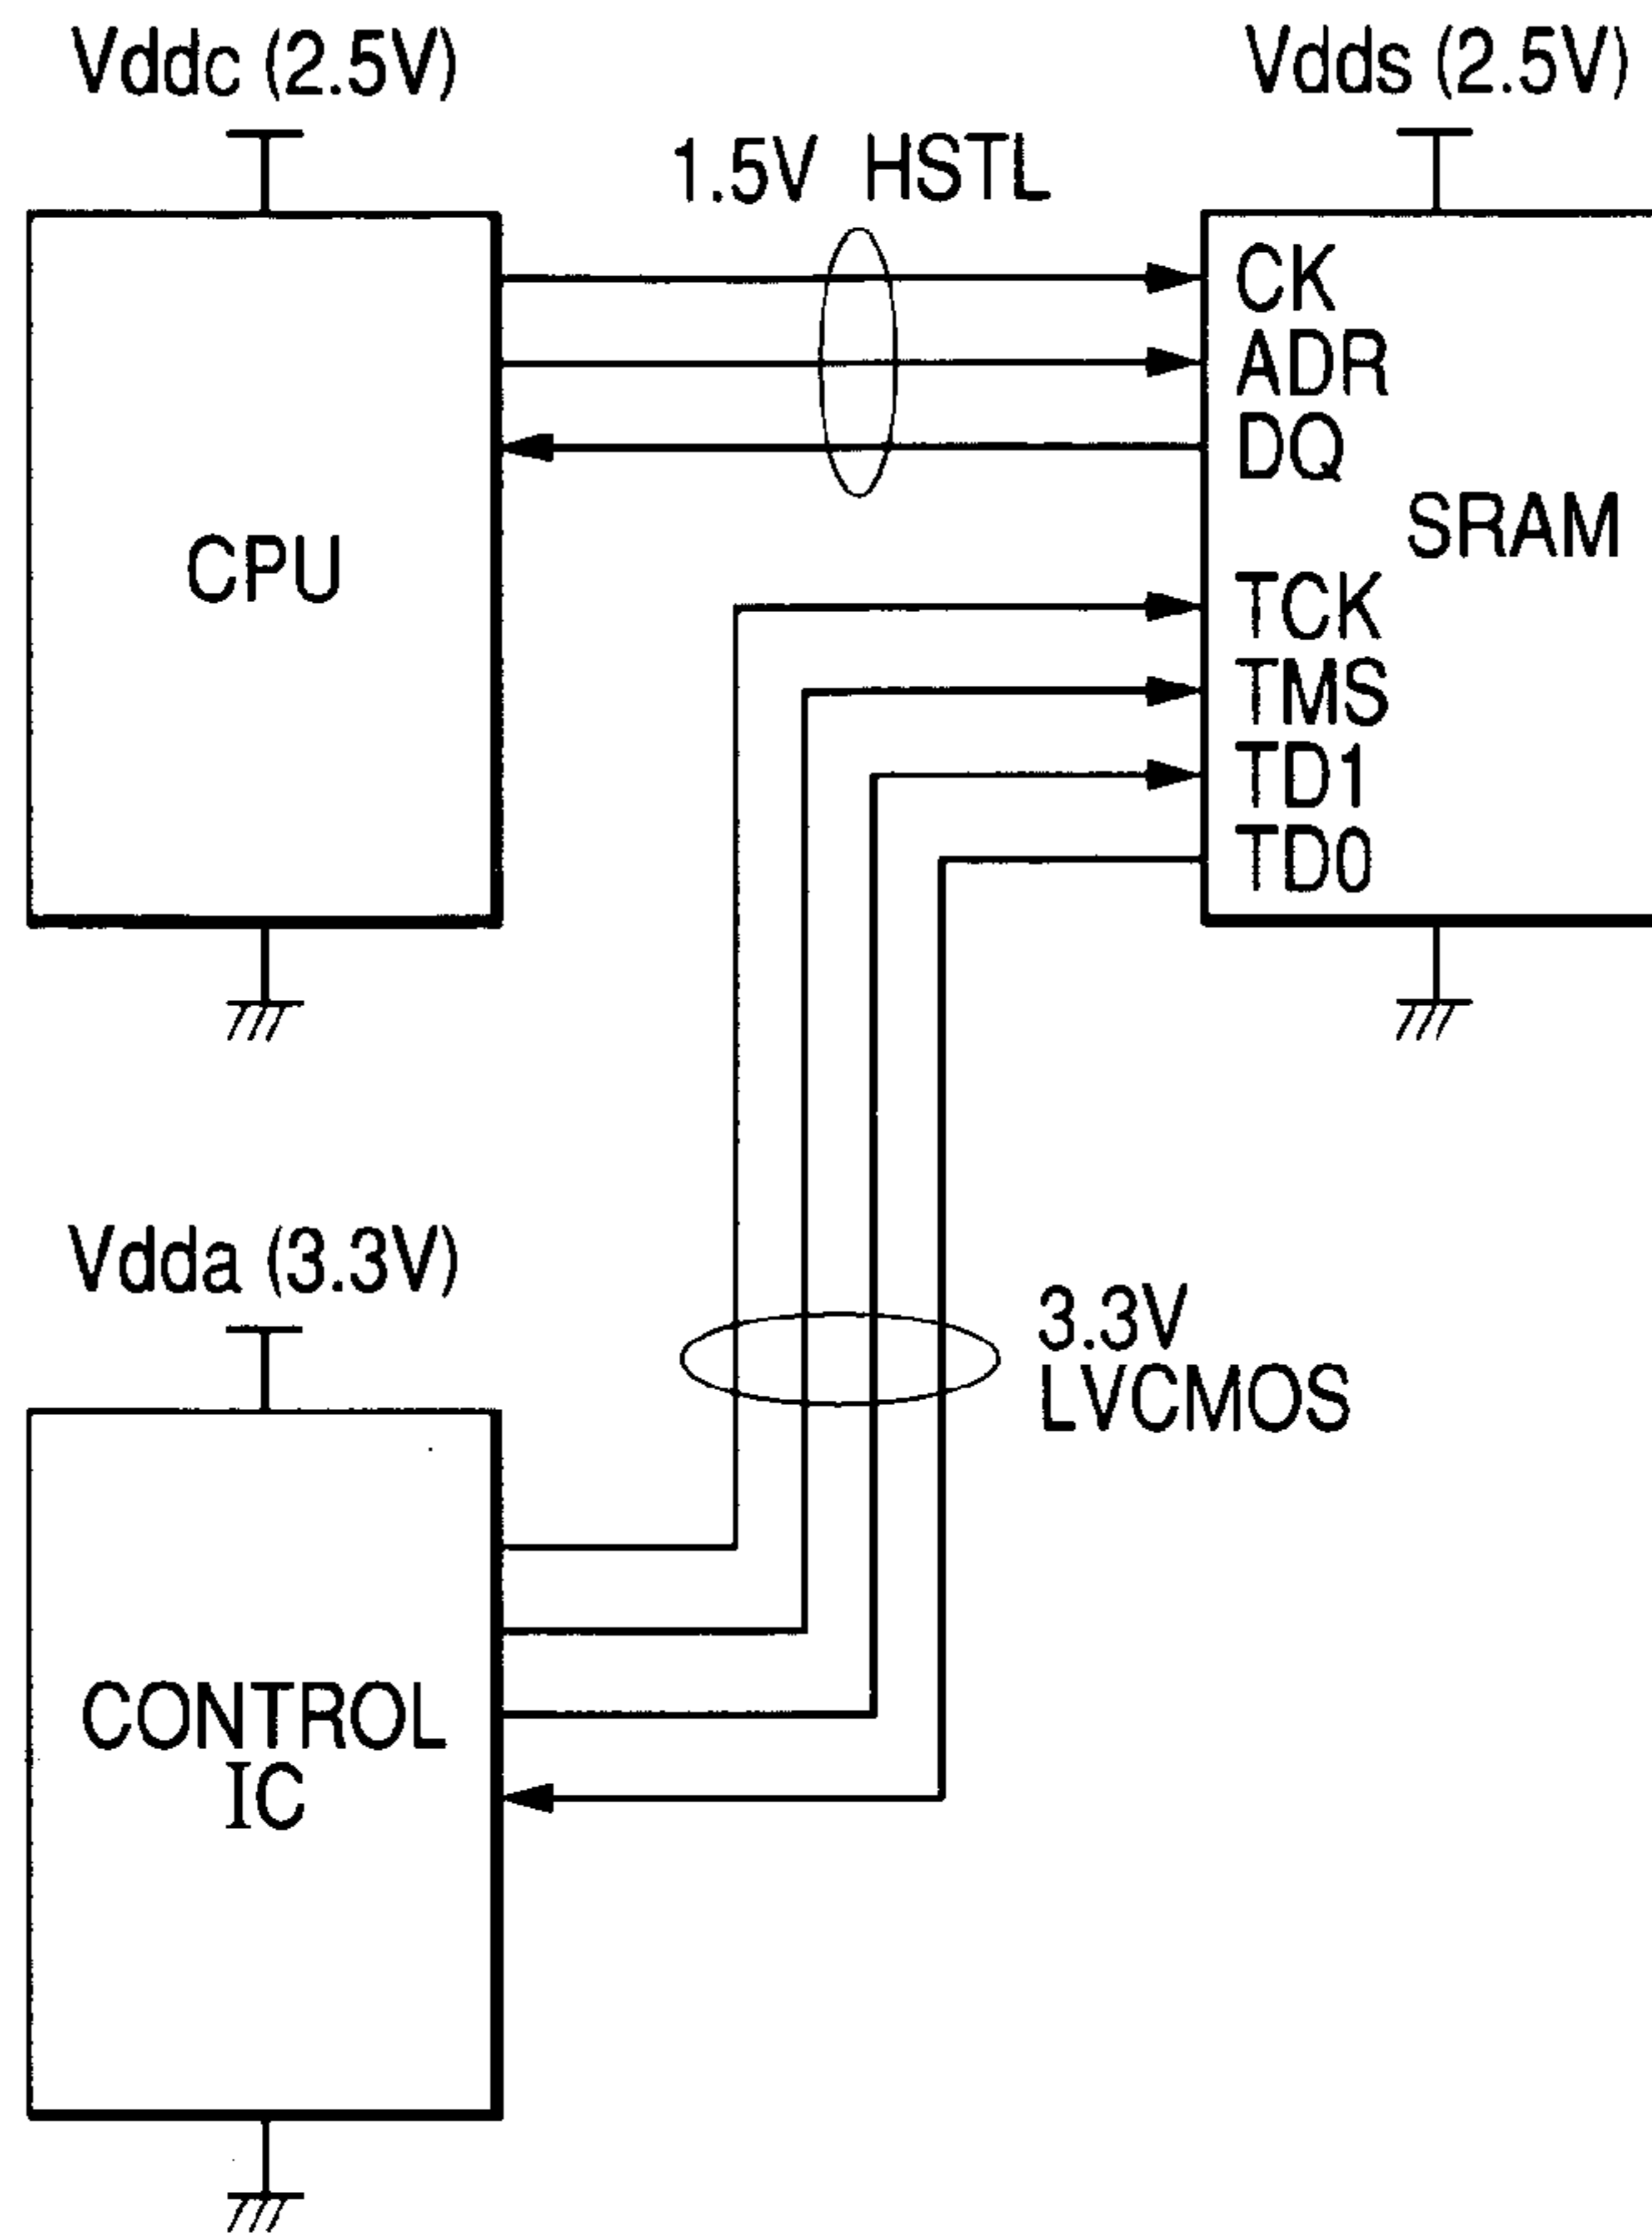 Vddc (2.5V)
Vdds (2.5V)
1.5V HSTL
CK
ADR
DQ
SRAM
CPU
TCK
TMS
TD1
TD0
Vdda (3.3V)
3.3V
LVCMOS
CONTROL
IC